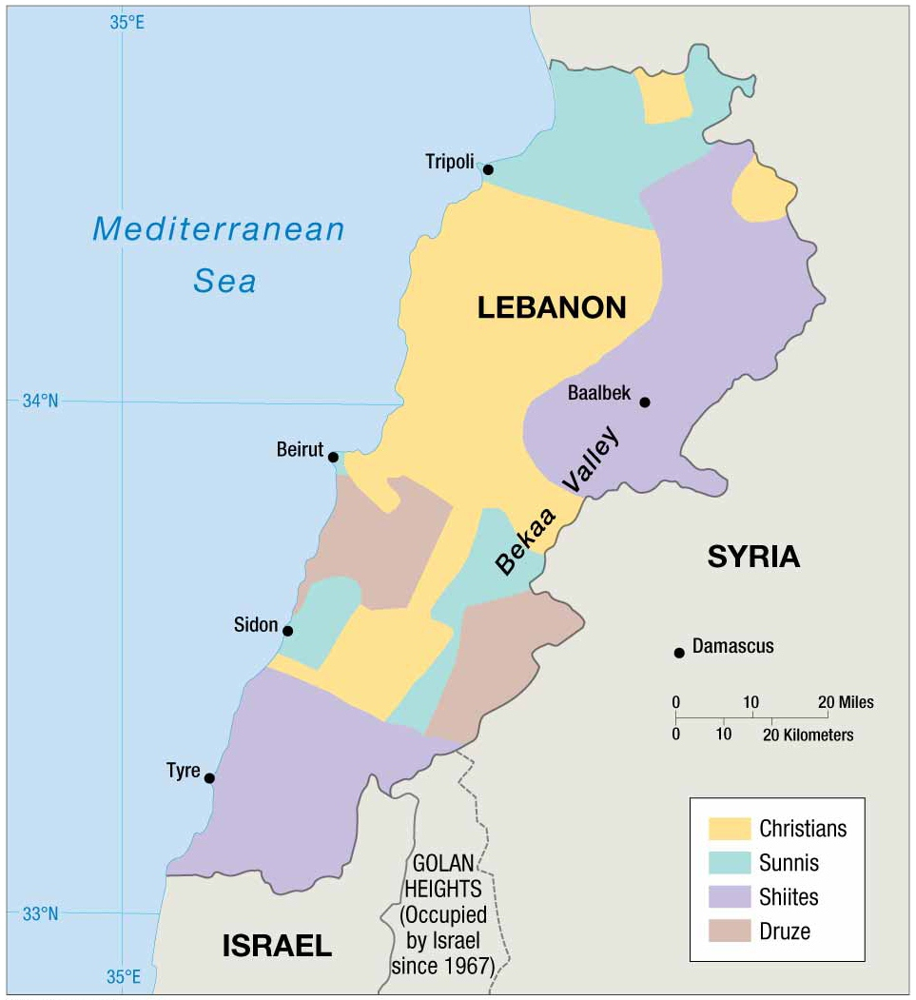 35°E
Tripoli
Mediterranean
Sea
LEBANON
Baalbek
34°N
Beirut
Bekaa Valley
SYRIA
Sidon
Damascus
0 10 20 Miles
0 10 20 Kilometers
Tyre
Christians
Sunnis
Shiites
Druze
GOLAN
HEIGHTS
(Occupied
by Israel
since 1967)
33°N
ISRAEL
35°E